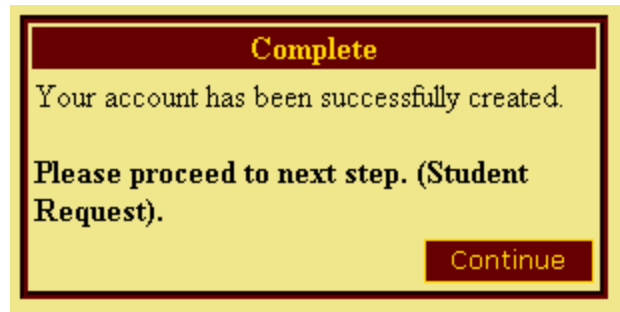 Complete
Your account has been successfully created.
Please proceed to next step. (Student
Request).
Continue